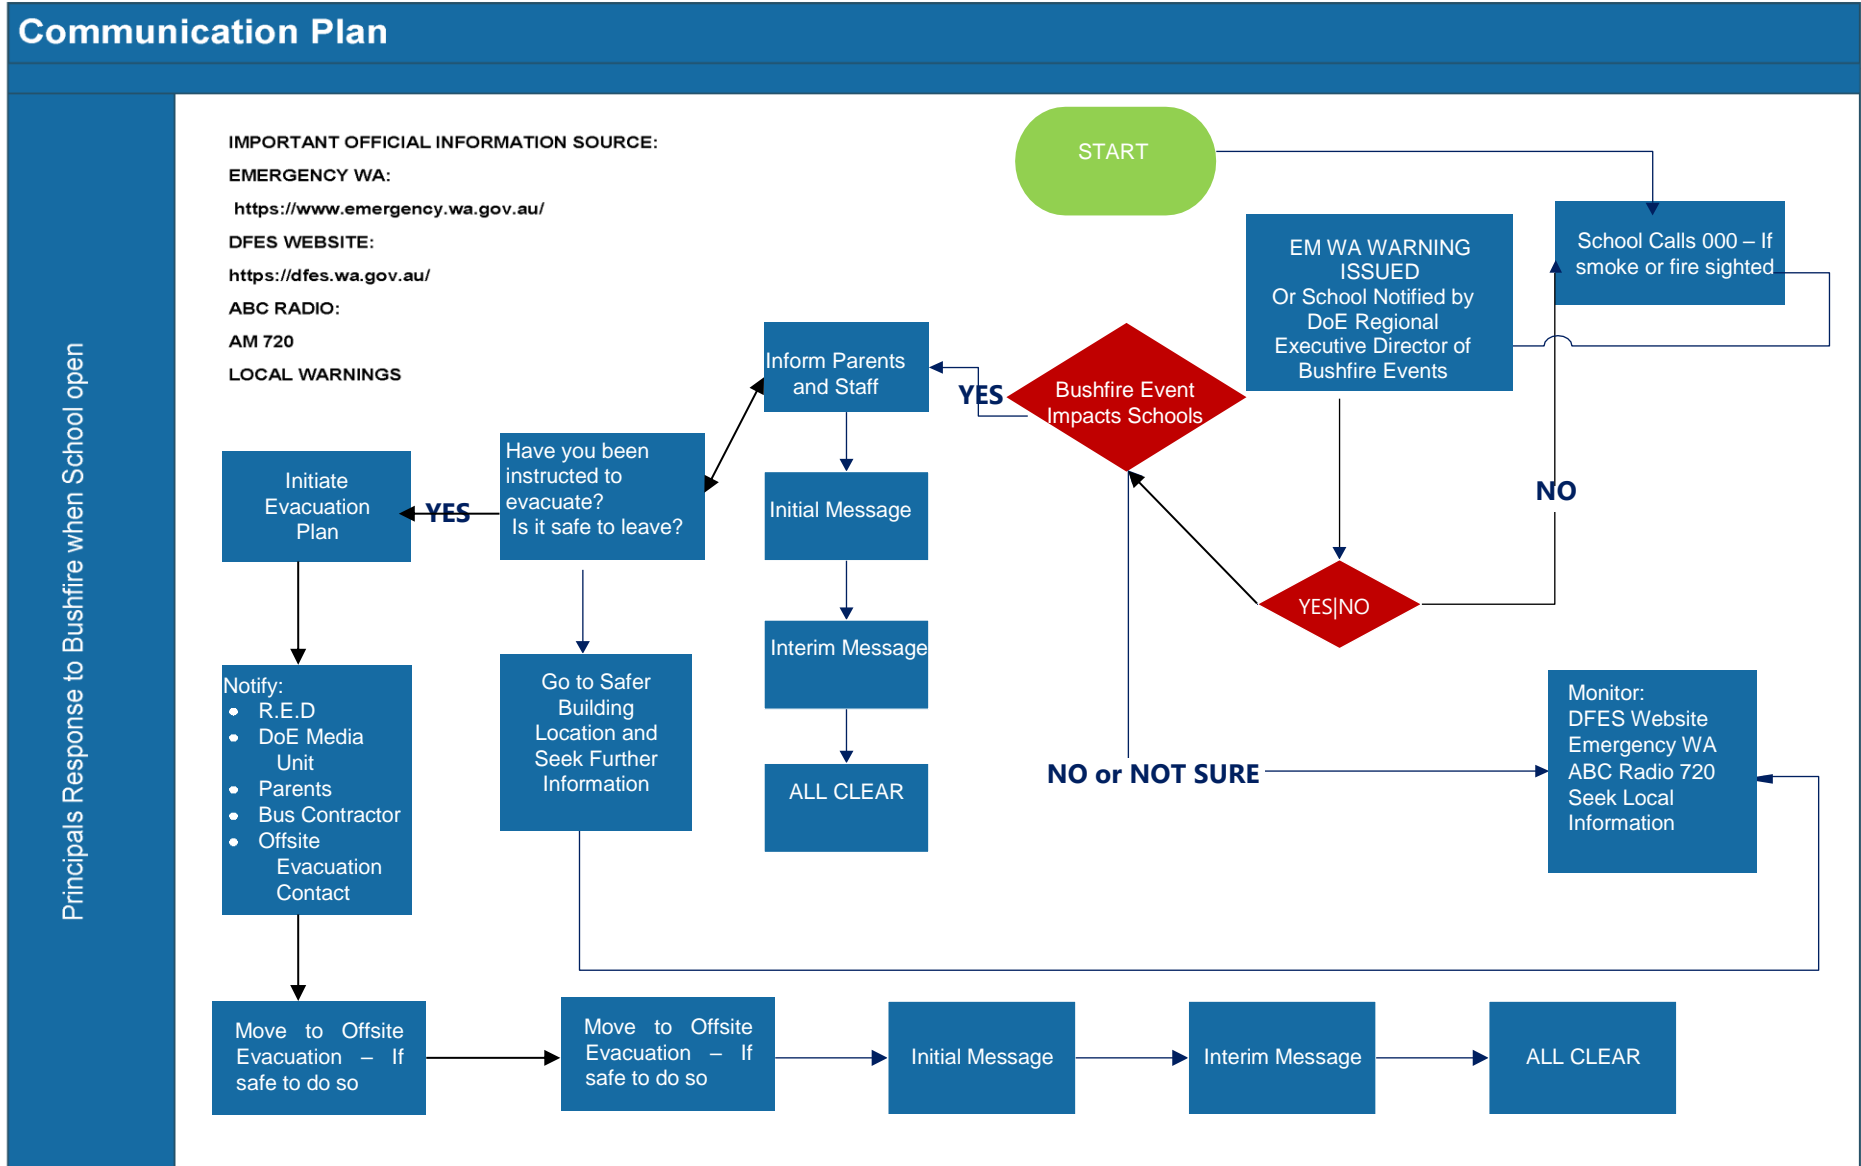 Communication Plan
Principals Response to Bushfire when School open
IMPORTANT OFFICIAL INFORMATION SOURCE:
EMERGENCY WA:
https://www.emergency.wa.gov.au/
DFES WEBSITE:
https://dfes.wa.gov.au/
ABC RADIO:
AM 720
LOCAL WARNINGS
START
School Calls 000 – If
smoke or fire sighted
EM WA WARNING
ISSUED
Or School Notified by
DoE Regional
Executive Director of
Bushfire Events
YES|NO
NO
Bushfire Event
Impacts Schools
YES
NO or NOT SURE
Monitor:
DFES Website
Emergency WA
ABC Radio 720
Seek Local
Information
Inform Parents
and Staff
Initial Message
Interim Message
ALL CLEAR
Have you been
instructed to
evacuate?
Is it safe to leave?
YES
Go to Safer
Building
Location and
Seek Further
Information
Initiate
Evacuation
Plan
Notify:
• R.E.D
• DoE Media
Unit
• Parents
• Bus Contractor
• Offsite
Evacuation
Contact
Move to Offsite
Evacuation – If
safe to do so
Move to Offsite
Evacuation – If
safe to do so
Initial Message
Interim Message
ALL CLEAR